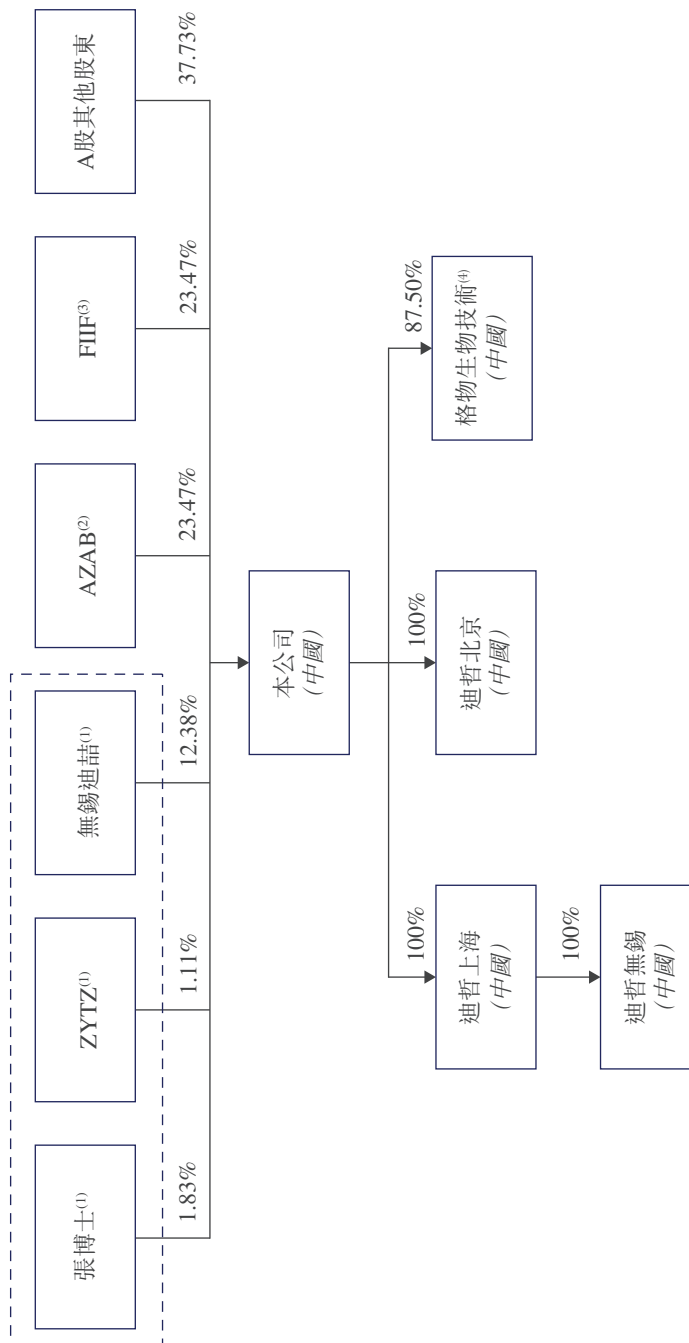 張博士(1)
ZYTZ(1)
無錫迪喆(1)
AZAB(2)
FIIF(3)
A股其他股東
1.83%
1.11%
12.38%
23.47%
23.47%
37.73%
本公司
(中國)
100%
100%
87.50%
迪哲上海
(中國)
迪哲北京
(中國)
格物生物技術(4)
(中國)
100%
迪哲無錫
(中國)